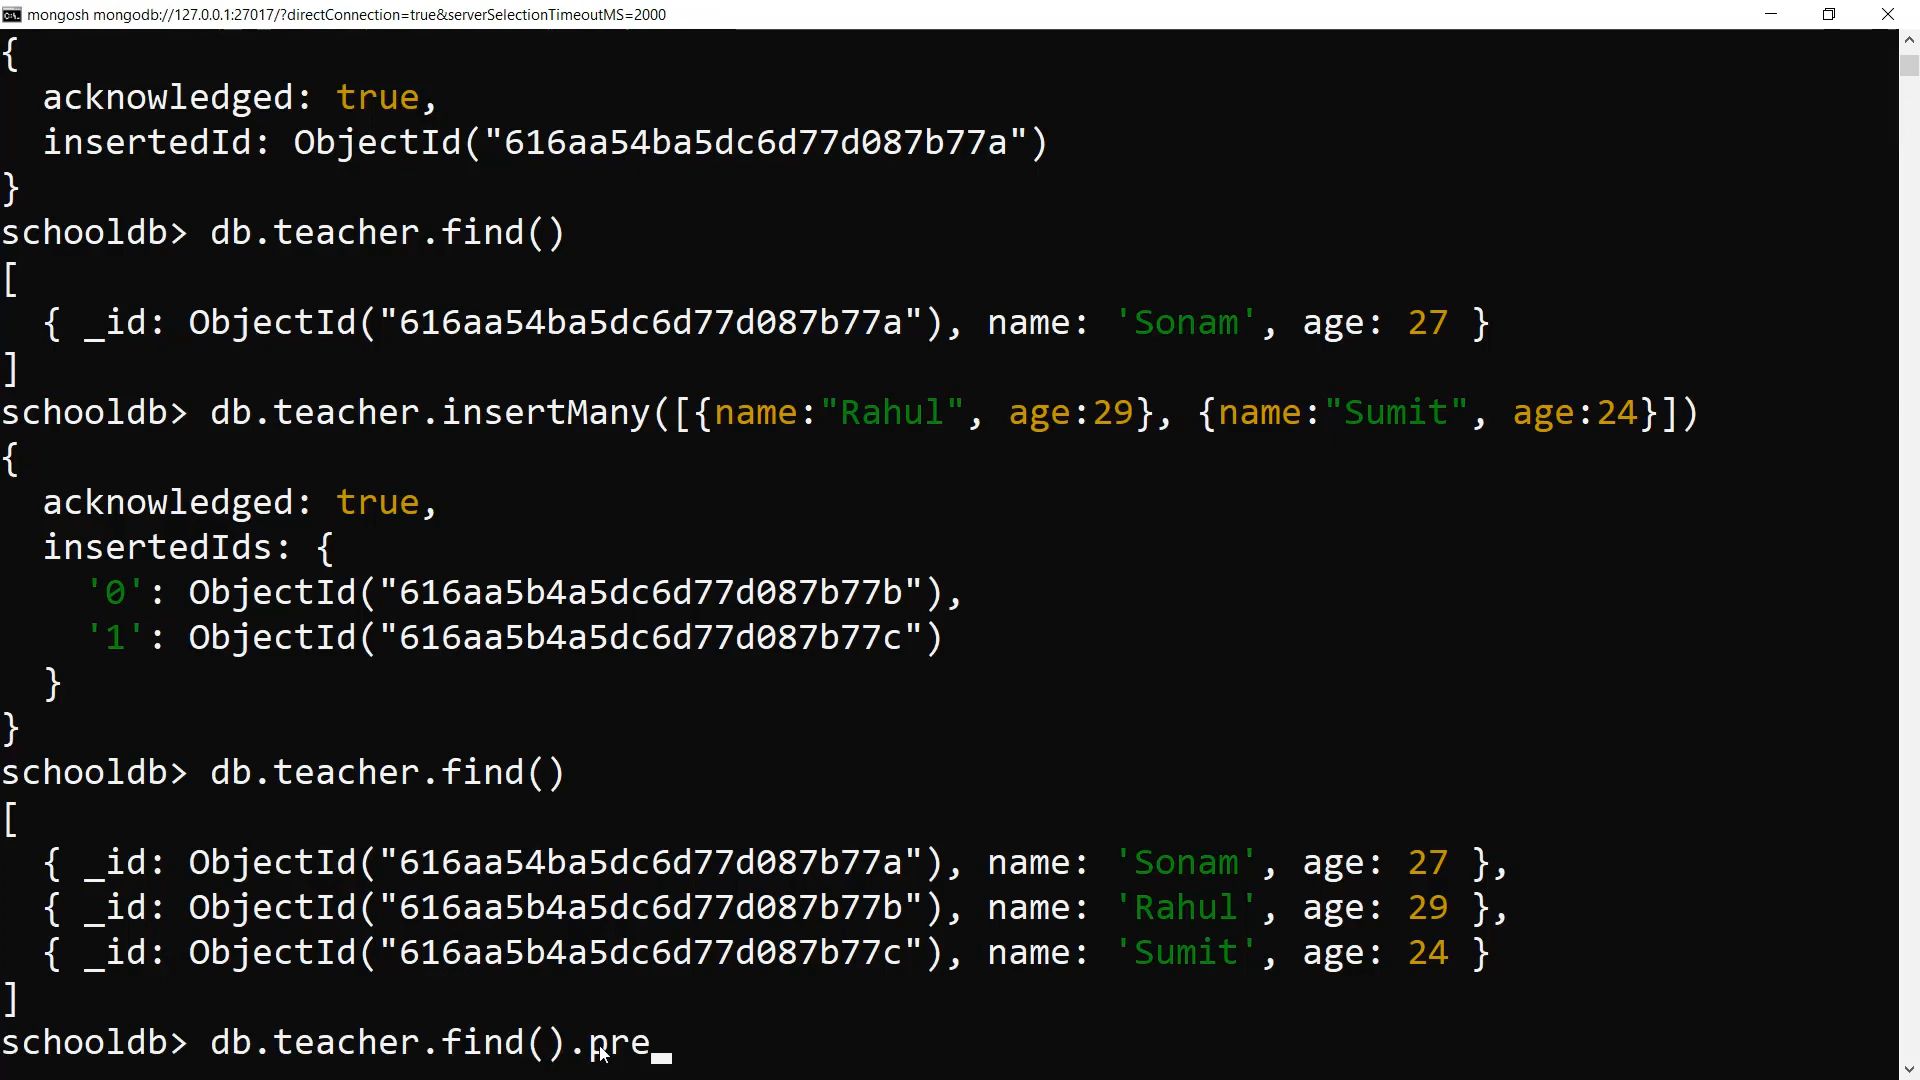 mongosh mongodb://127.0.0.1:27017/?directConnection=true&serverSelectionTimeoutMS=2000
{
  acknowledged: true,
  insertedId: ObjectId("616aa54ba5dc6d77d087b77a")
}
schooldb> db.teacher.find()
[
  { _id: ObjectId("616aa54ba5dc6d77d087b77a"), name: 'Sonam', age: 27 }
]
schooldb> db.teacher.insertMany([{name:"Rahul", age:29}, {name:"Sumit", age:24}])
{
  acknowledged: true,
  insertedIds: {
    '0': ObjectId("616aa5b4a5dc6d77d087b77b"),
    '1': ObjectId("616aa5b4a5dc6d77d087b77c")
  }
}
schooldb> db.teacher.find()
[
  { _id: ObjectId("616aa54ba5dc6d77d087b77a"), name: 'Sonam', age: 27 },
  { _id: ObjectId("616aa5b4a5dc6d77d087b77b"), name: 'Rahul', age: 29 },
  { _id: ObjectId("616aa5b4a5dc6d77d087b77c"), name: 'Sumit', age: 24 }
]
schooldb> db.teacher.find().pre